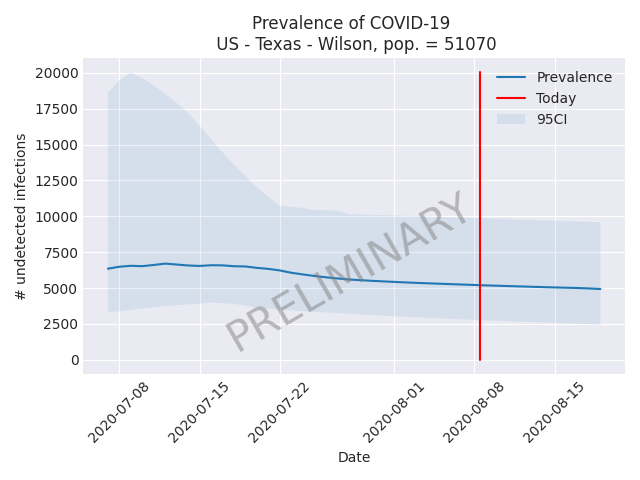 Prevalence of COVID-19
US - Texas - Wilson, pop. = 51070
# undetected infections
20000
17500
15000
12500
10000
7500
5000
2500
0
Prevalence
Today
95CI
PRELIMINARY
2020-07-08
2020-07-15
2020-07-22
2020-08-01
2020-08-08
2020-08-15
Date